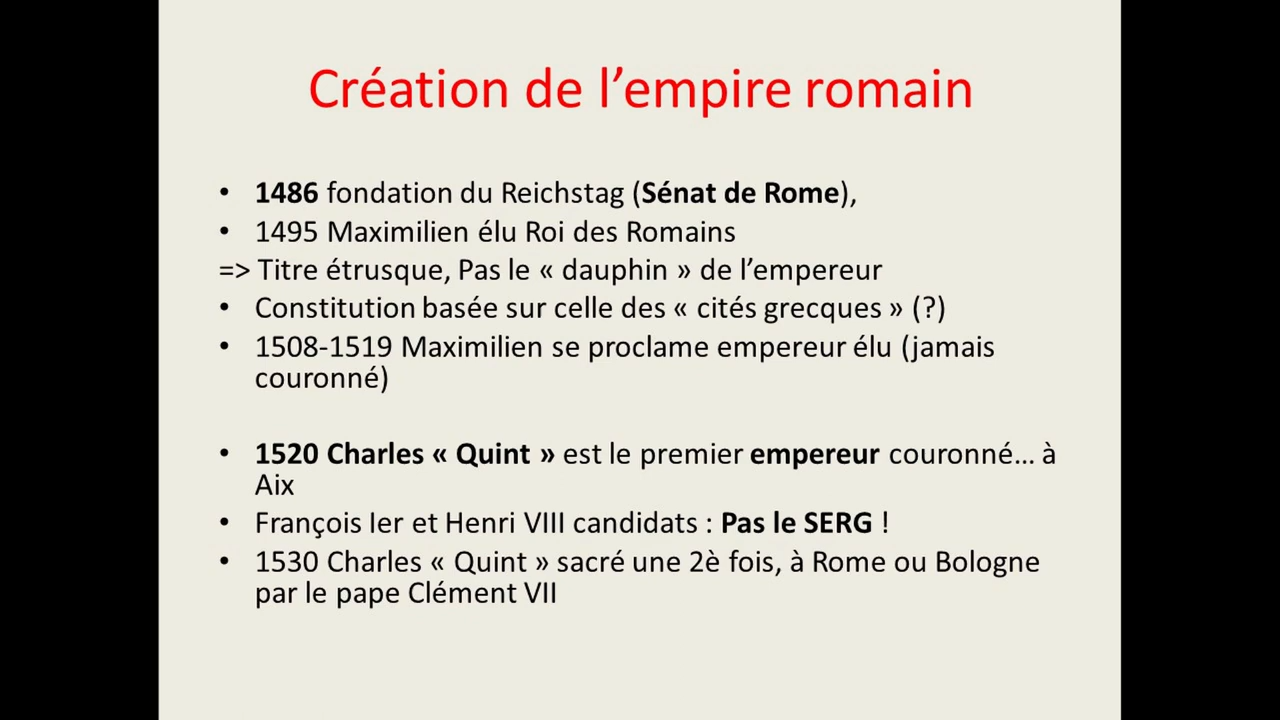 Création de l’empire romain
• 1486 fondation du Reichstag (Sénat de Rome),
• 1495 Maximilien élu Roi des Romains
=> Titre étrusque, Pas le « dauphin » de l’empereur
• Constitution basée sur celle des « cités grecques » (?)
• 1508-1519 Maximilien se proclame empereur élu (jamais
couronné)
• 1520 Charles « Quint » est le premier empereur couronné… à
Aix
• François Ier et Henri VIII candidats : Pas le SERG !
• 1530 Charles « Quint » sacré une 2è fois, à Rome ou Bologne
par le pape Clément VII